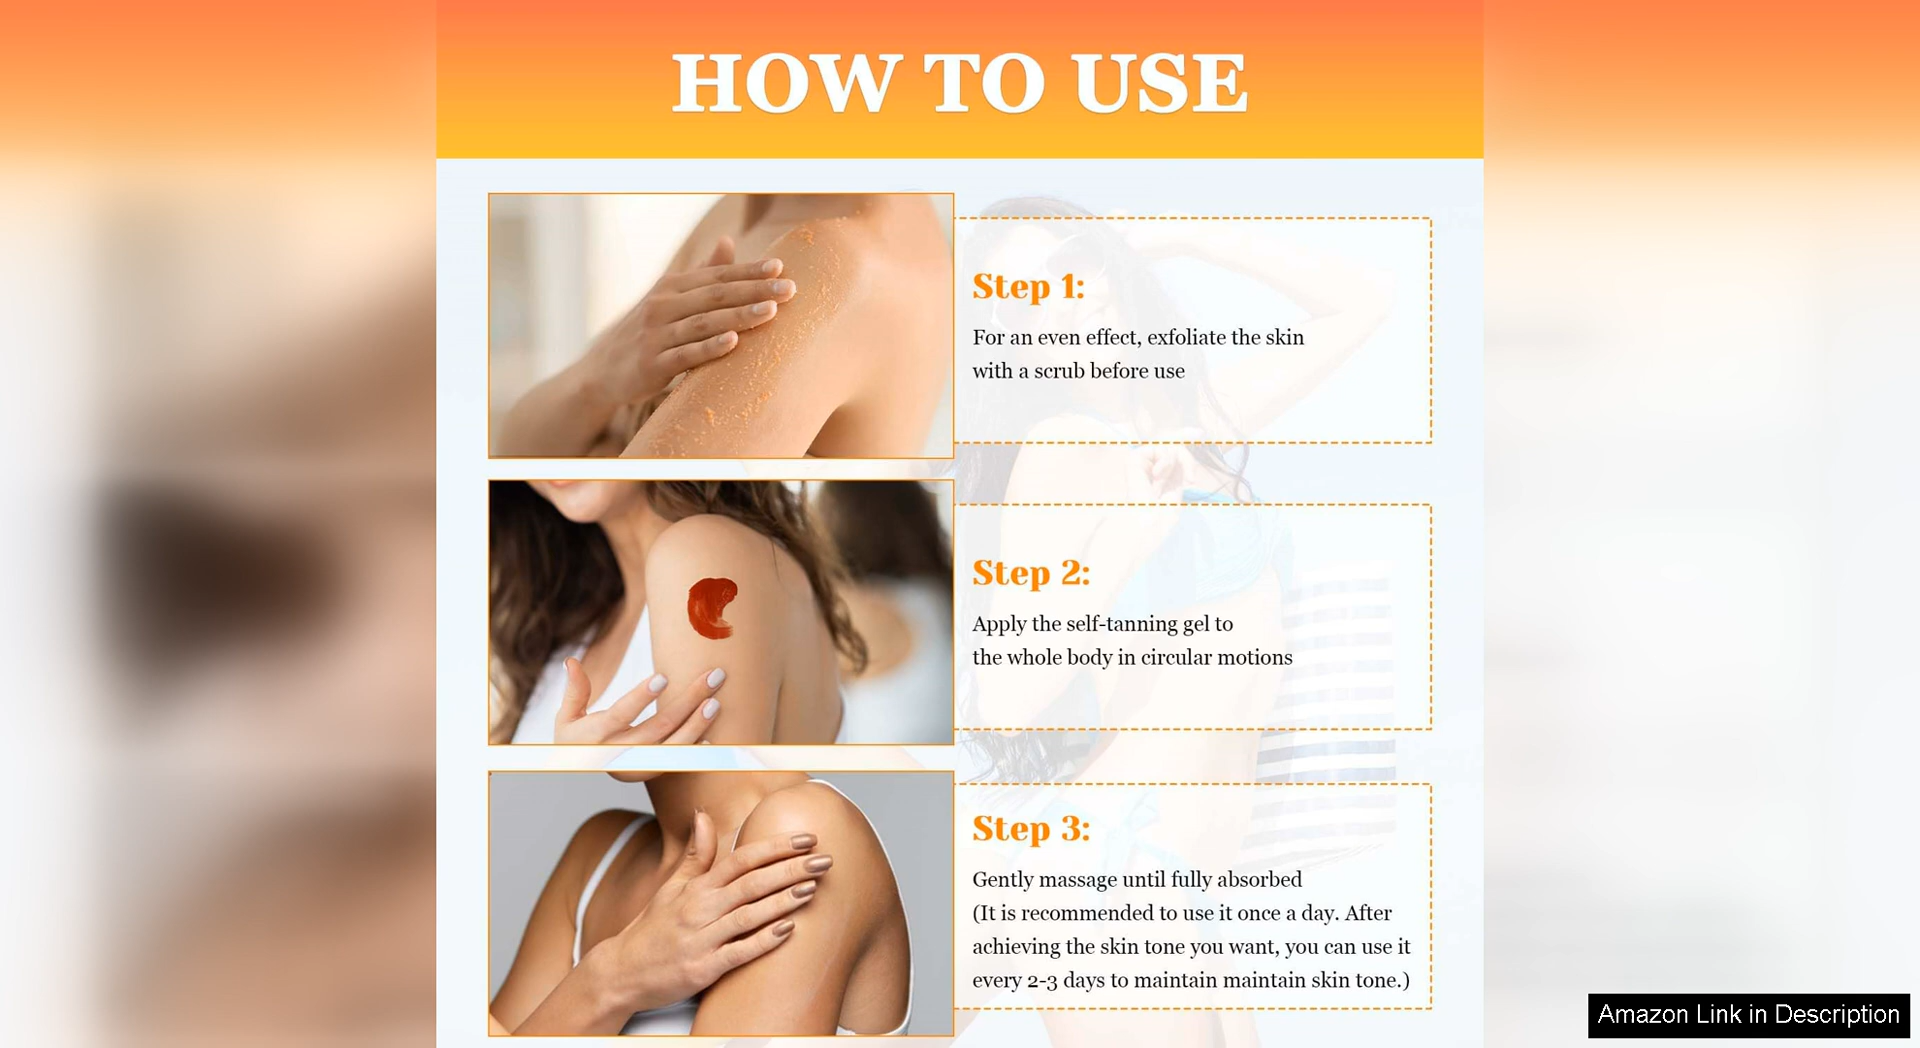 HOW TO USE
Step 1:
For an even effect, exfoliate the skin
with a scrub before use
Step 2:
Apply the self-tanning gel to
the whole body in circular motions
Step 3:
Gently massage until fully absorbed
(It is recommended to use it once a day. After
achieving the skin tone you want, you can use it
every 2-3 days to maintain maintain skin tone.)
Amazon Link in Description